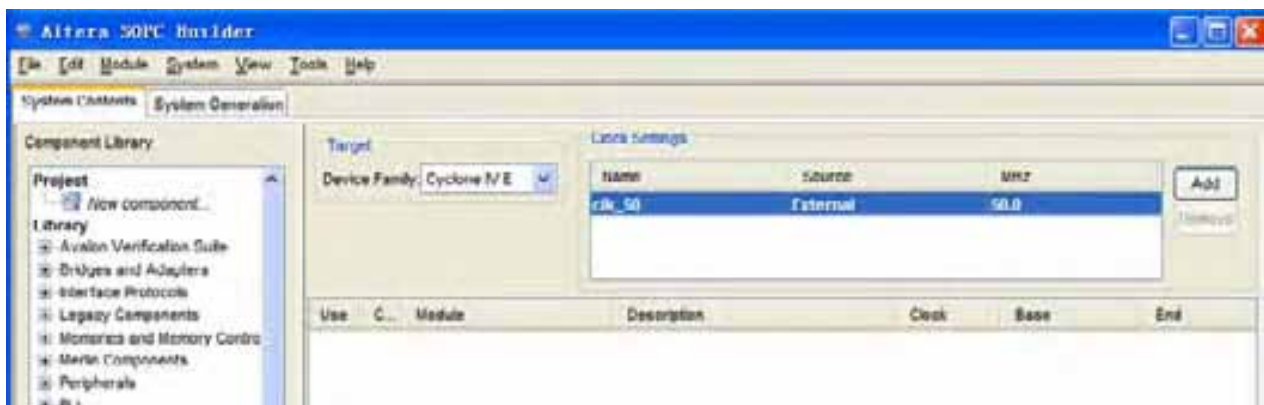 Altera SOPC Builder
File Edit Module System View Tools Help
System Contents System Generation
Component Library
Project
New component...
Library
Avalon Verification Suite
Bridges and Adapters
Interface Protocols
Legacy Components
Memories and Memory Contro
Merlin Components
Peripherals
PLL
Target
Device Family: Cyclone IV E
Clock Settings
Name Source MHz
clk_50 External 50.0
Add
Remove
Use C... Module Description Clock Base End